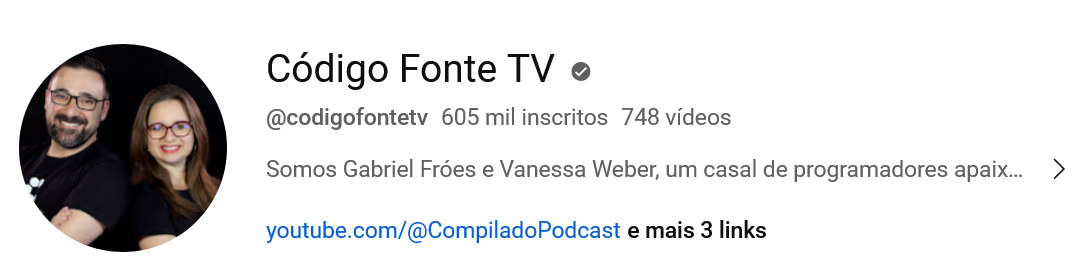 Código Fonte TV
@codigofontetv 605 mil inscritos 748 vídeos
Somos Gabriel Fróes e Vanessa Weber, um casal de programadores apaix...
youtube.com/@CompiladoPodcast e mais 3 links